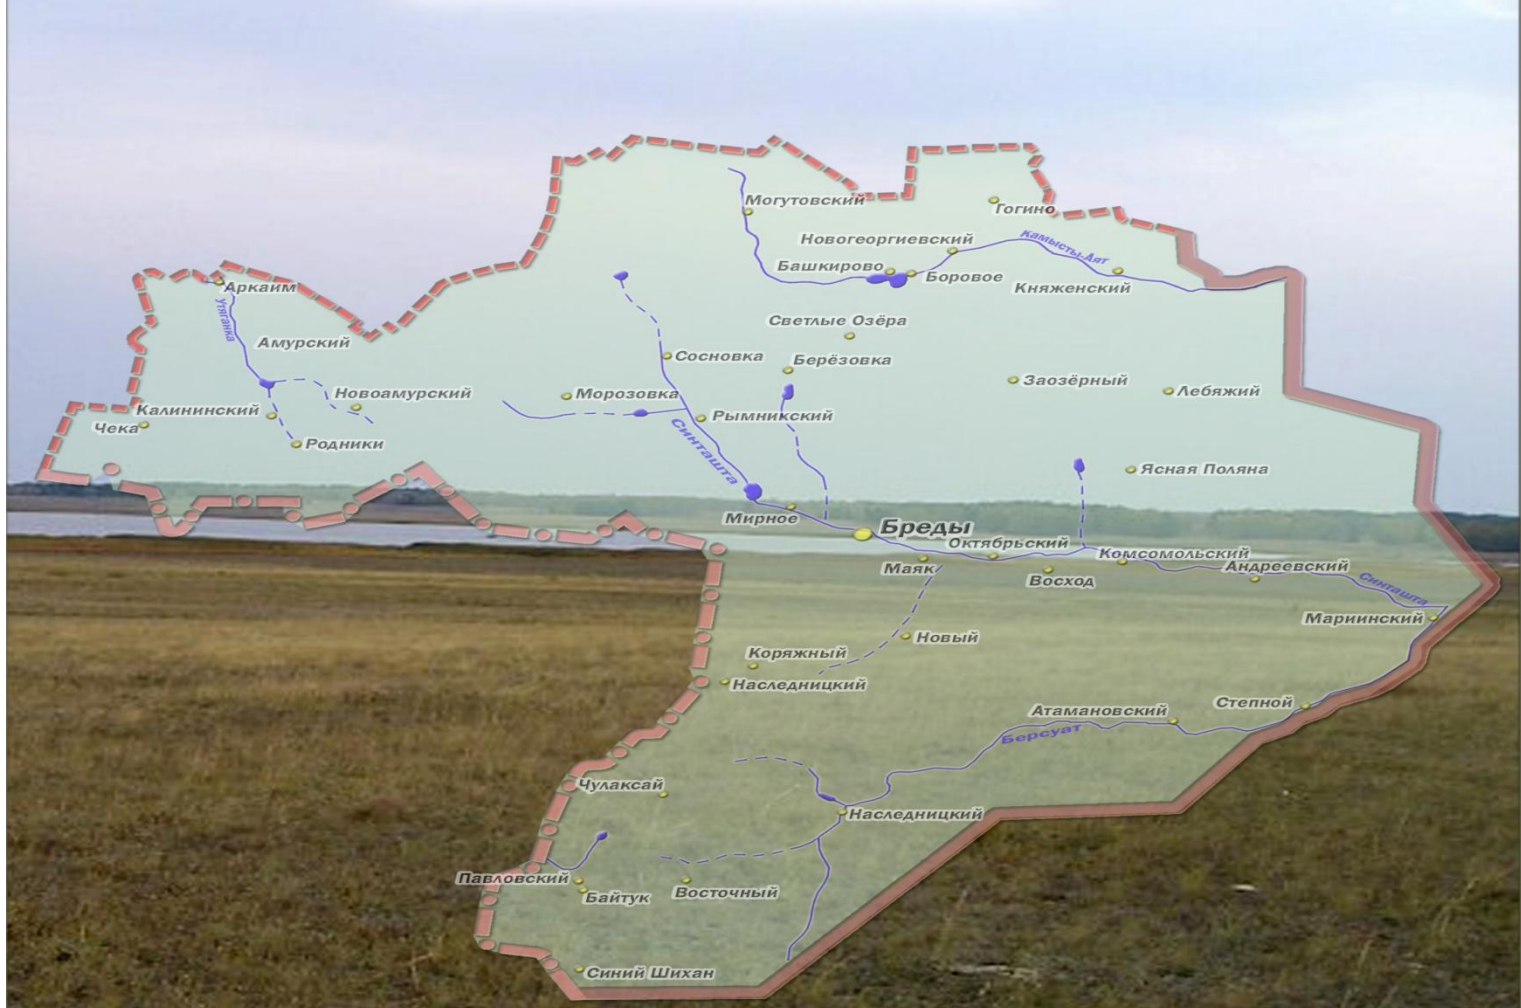 Могутовский
Гогино
Новогеоргиевский
Камысты-Аят
Башкирово
Боровое
Княженский
Аркаим
Утяганка
Светлые Озёра
Амурский
Сосновка
Берёзовка
Заозёрный
Лебяжий
Новоамурский
Морозовка
Калининский
Рымникский
Чека
Родники
Синташта
Ясная Поляна
Мирное
Бреды
Октябрьский
Комсомольский
Маяк
Восход
Андреевский
Синташта
Мариинский
Новый
Коряжный
Наследницкий
Степной
Атамановский
Берсуат
Чулаксай
Наследницкий
Павловский
Байтук
Восточный
Синий Шихан